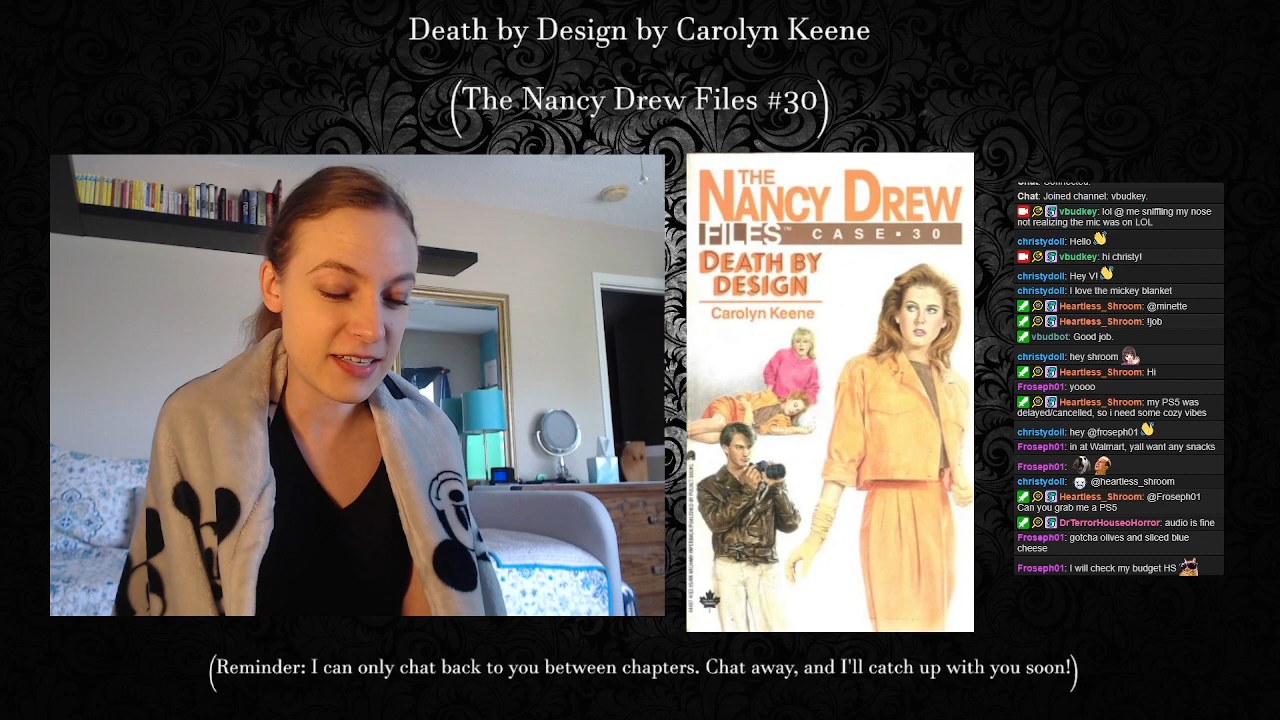 Death by Design by Carolyn Keene
(The Nancy Drew Files #30)
THE
NANCY DREW
FILES™ CASE▪30
DEATH BY
DESIGN
Carolyn Keene
Chat: Connected.
Chat: Joined channel: vbudkey.
vbudkey: lol @ me sniffling my nose
not realizing the mic was on LOL
christydoll: Hello
vbudkey: hi christy!
christydoll: Hey V!
christydoll: I love the mickey blanket
Heartless_Shroom: @minette
Heartless_Shroom: !job
vbudbot: Good job.
christydoll: hey shroom
Heartless_Shroom: Hi
Froseph01: yoooo
Heartless_Shroom: my PS5 was
delayed/cancelled, so i need some cozy vibes
christydoll: hey @froseph01
Froseph01: in at Walmart, yall want any snacks
Froseph01:
christydoll: @heartless_shroom
Heartless_Shroom: @Froseph01
Can you grab me a PS5
DrTerrorHouseoHorror: audio is fine
Froseph01: gotcha olives and sliced blue
cheese
Froseph01: I will check my budget HS
(Reminder: I can only chat back to you between chapters. Chat away, and I'll catch up with you soon!)